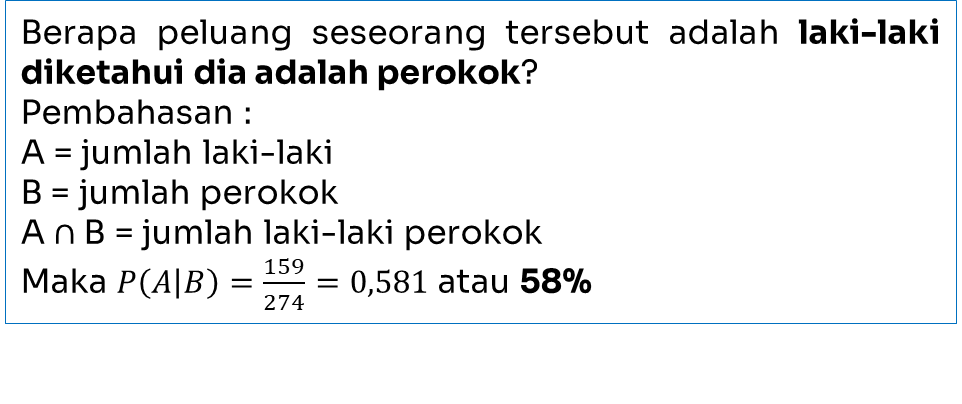 Berapa peluang seseorang tersebut adalah laki-laki
diketahui dia adalah perokok?
Pembahasan :
A = jumlah laki-laki
B = jumlah perokok
A ∩ B = jumlah laki-laki perokok
Maka P(A|B) = 159/274 = 0,581 atau 58%